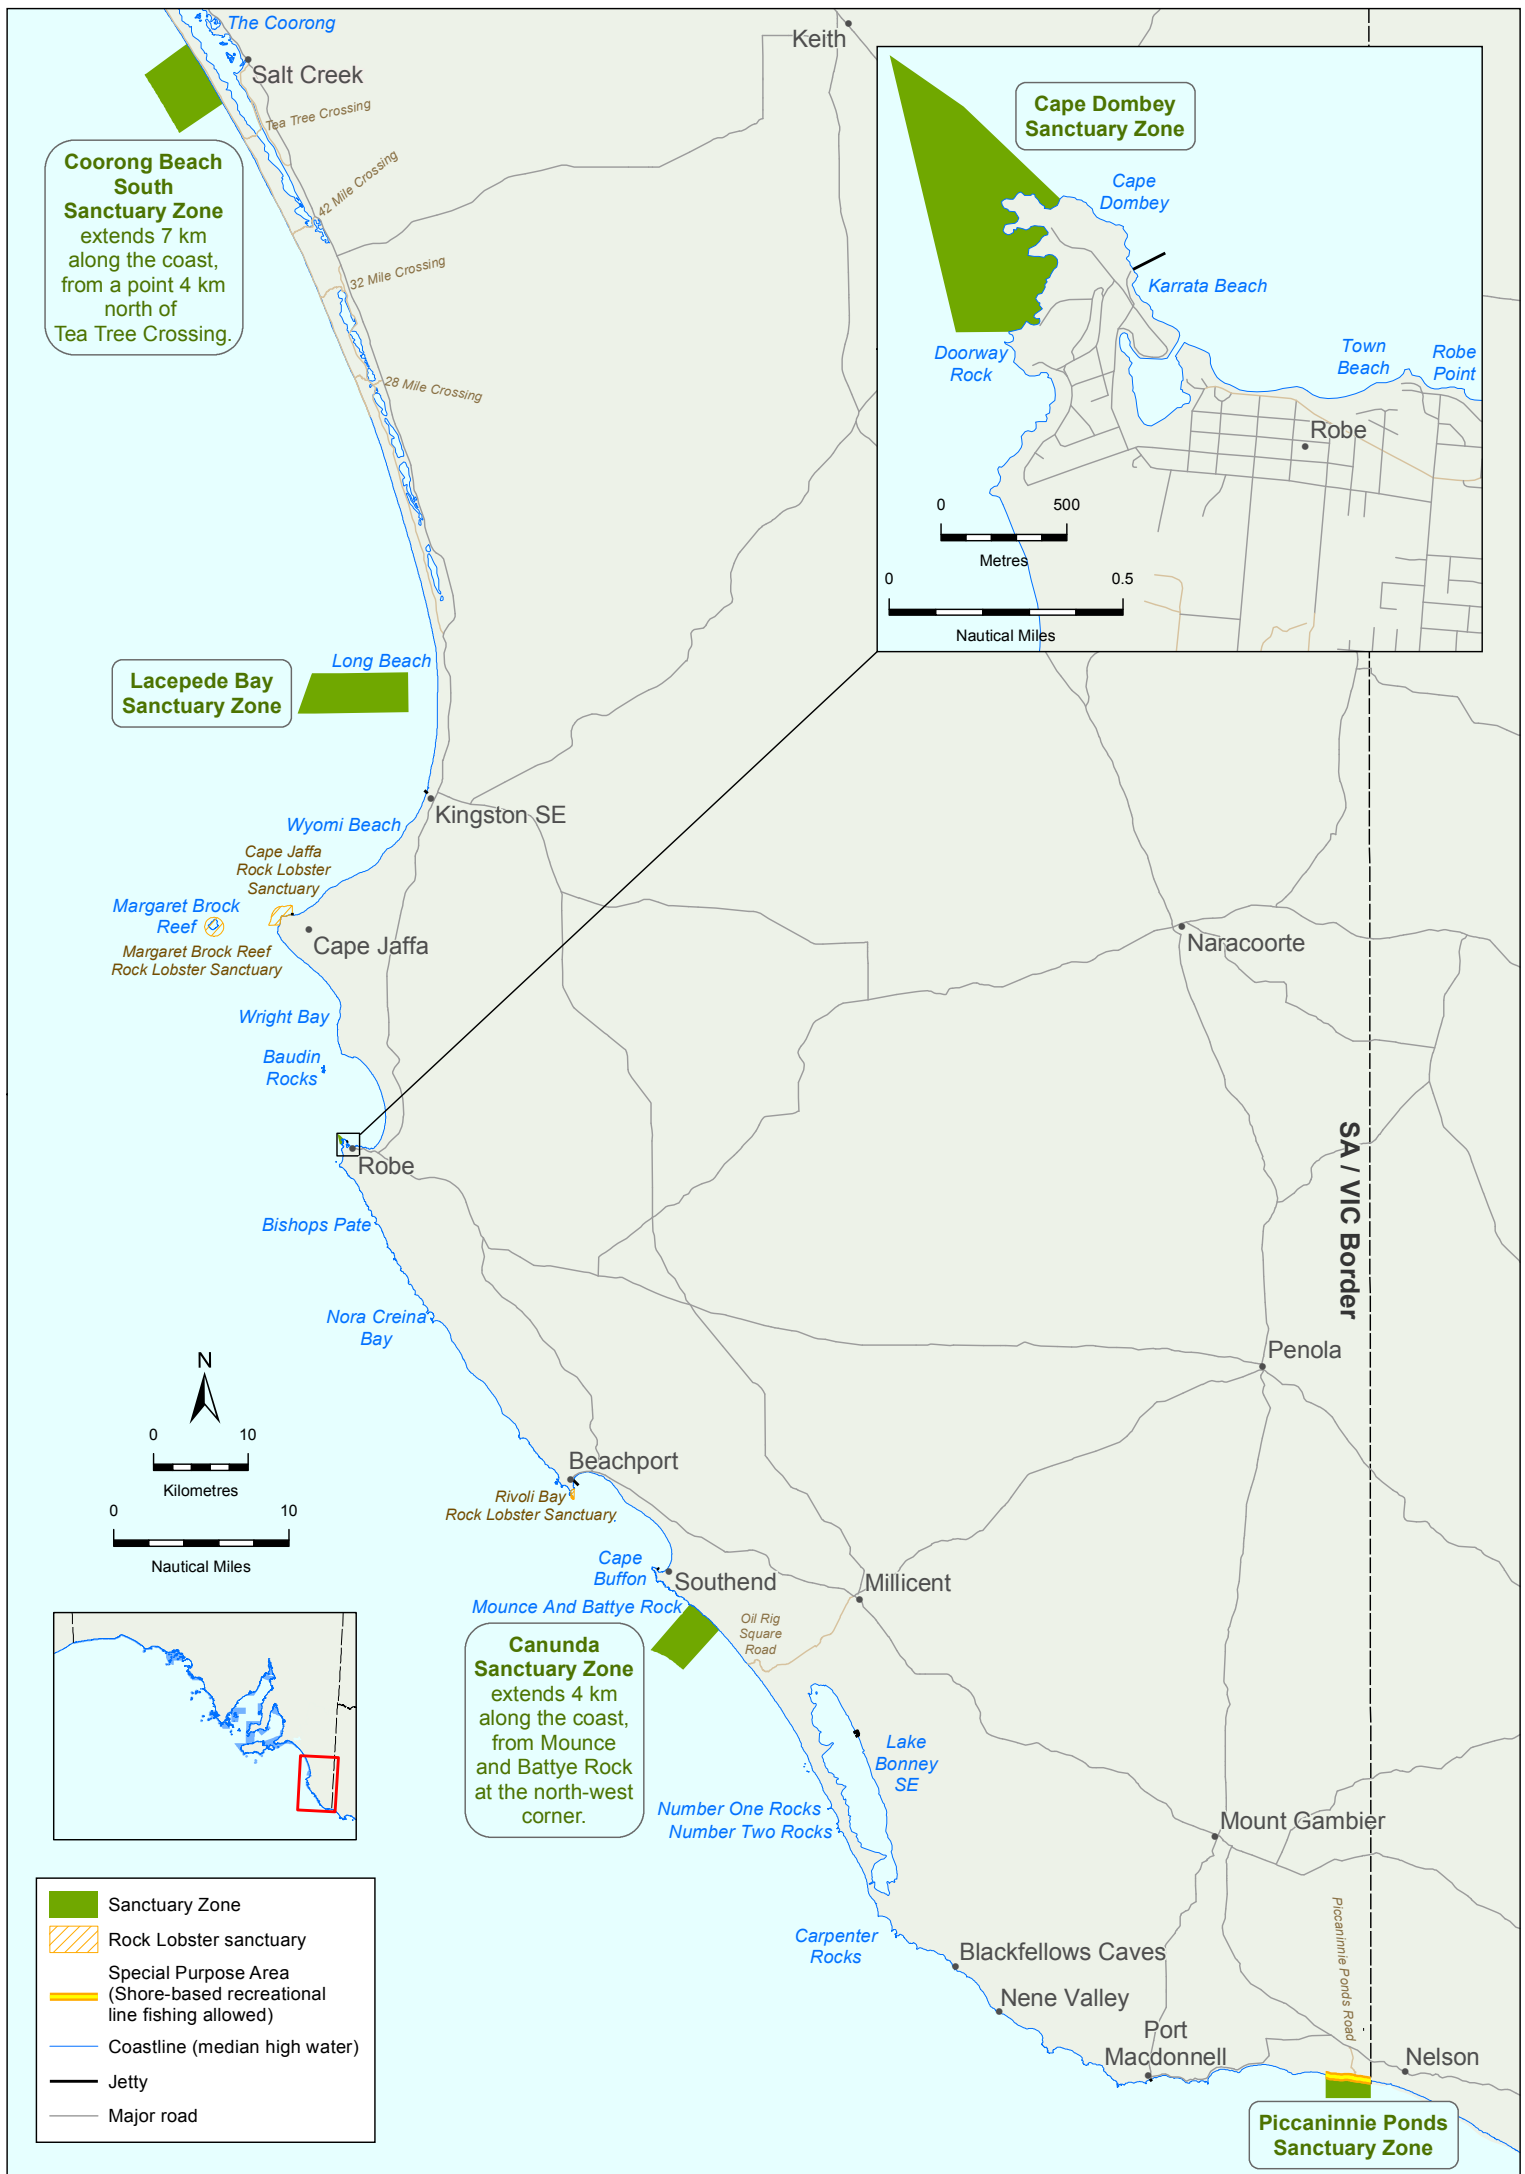 The Coorong
Keith
Salt Creek
Tea Tree Crossing
Coorong Beach
South
Sanctuary Zone
extends 7 km
along the coast,
from a point 4 km
north of
Tea Tree Crossing.
42 Mile Crossing
32 Mile Crossing
28 Mile Crossing
Cape Dombey
Sanctuary Zone
Cape
Dombey
Karrata Beach
Doorway
Rock
Town
Beach
Robe
Point
Robe
0
500
Metres
0
0.5
Nautical Miles
Long Beach
Lacepede Bay
Sanctuary Zone
Kingston SE
Wyomi Beach
Cape Jaffa
Rock Lobster
Sanctuary
Margaret Brock
Reef
Cape Jaffa
Margaret Brock Reef
Rock Lobster Sanctuary
Naracoorte
Wright Bay
Baudin
Rocks
Robe
SA / VIC Border
Bishops Pate
Nora Creina
Bay
Penola
N
0
10
Kilometres
0
10
Nautical Miles
Beachport
Rivoli Bay
Rock Lobster Sanctuary
Cape
Buffon
Southend
Millicent
Mounce And Battye Rock
Oil Rig
Square
Road
Canunda
Sanctuary Zone
extends 4 km
along the coast,
from Mounce
and Battye Rock
at the north-west
corner.
Lake
Bonney
SE
Number One Rocks
Number Two Rocks
Mount Gambier
Carpenter
Rocks
Blackfellows Caves
Nene Valley
Port
Macdonnell
Piccaninnie Ponds Road
Nelson
Piccaninnie Ponds
Sanctuary Zone
Sanctuary Zone
Rock Lobster sanctuary
Special Purpose Area
(Shore-based recreational
line fishing allowed)
Coastline (median high water)
Jetty
Major road